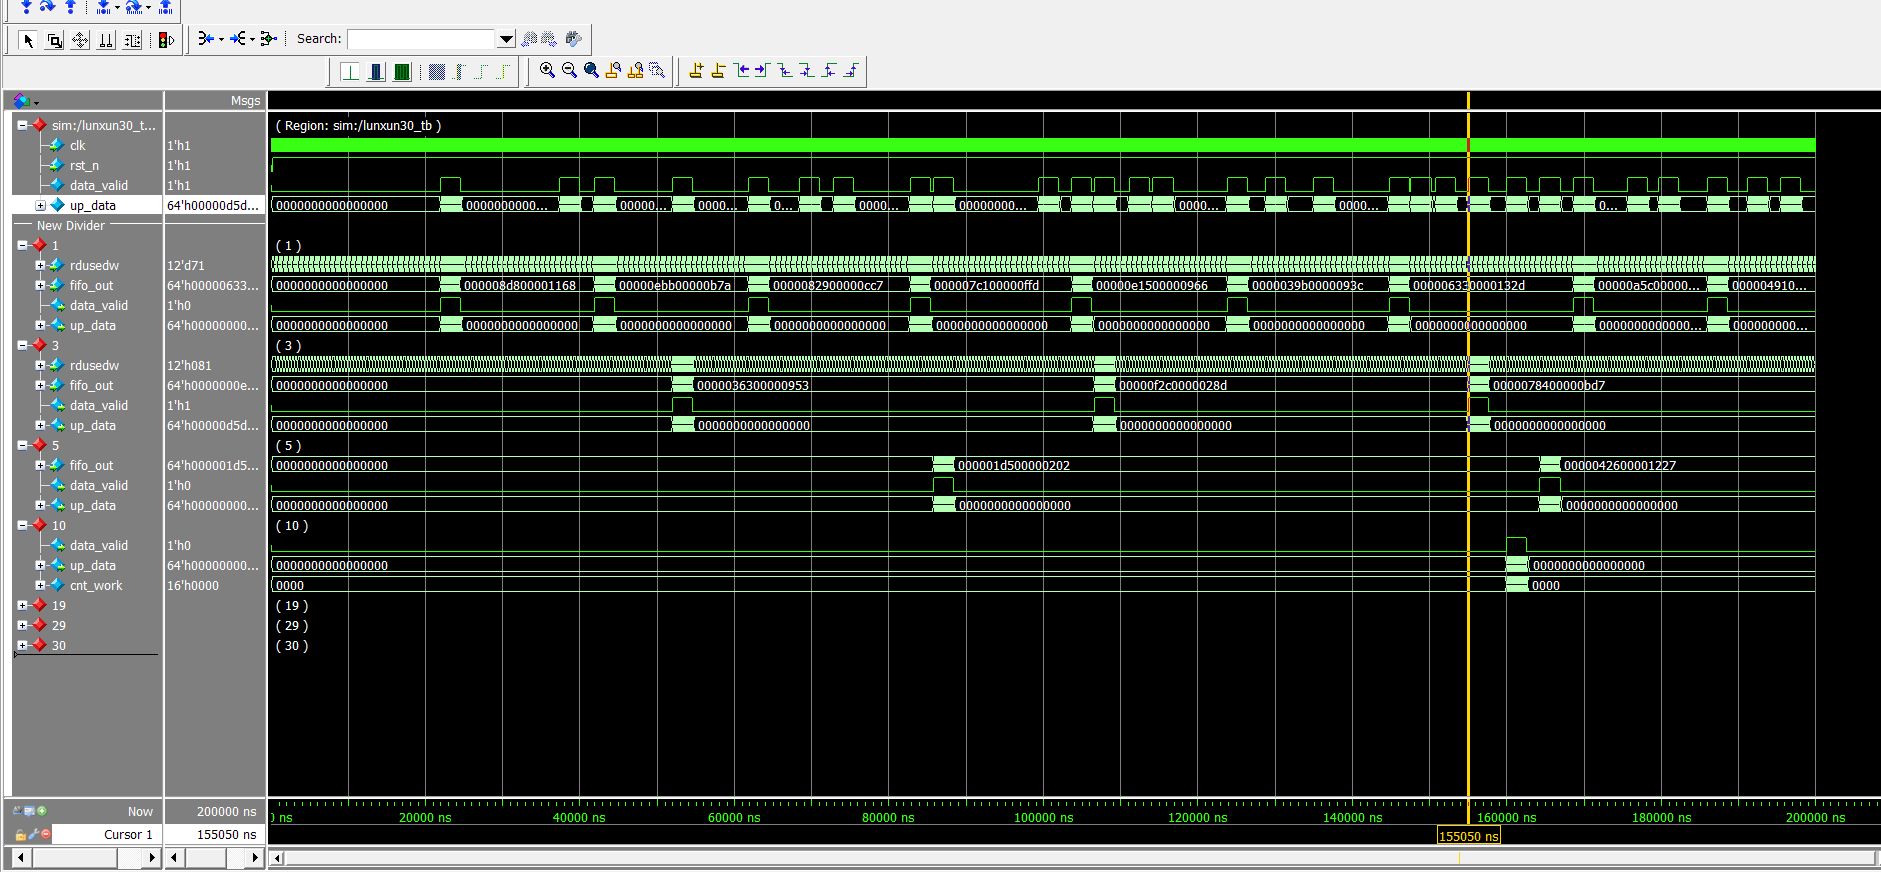 Search:
Msgs
sim:/lunxun30_t...
( Region: sim:/lunxun30_tb )
clk 1'h1
rst_n 1'h1
data_valid 1'h1
up_data 64'h00000d5d... 0000000000000000 0000000000... 00000... 0000... 0... 0000... 00000000... 0000... 0000... 0...
New Divider
1 ( 1 )
rdusedw 12'd71
fifo_out 64'h00000633... 0000000000000000 000008d800001168 00000ebb00000b7a 0000082900000cc7 000007c100000ffd 00000e1500000966 0000039b0000093c 000006330000132d 00000a5c00000... 000004910...
data_valid 1'h0
up_data 64'h00000000... 0000000000000000 0000000000000000 0000000000000000 0000000000000000 0000000000000000 0000000000000000 0000000000000000 0000000000000000 0000000000000... 000000000...
3 ( 3 )
rdusedw 12'h081
fifo_out 64'h0000000e... 0000000000000000 0000036300000953 00000f2c0000028d 0000078400000bd7
data_valid 1'h1
up_data 64'h00000d5d... 0000000000000000 0000000000000000 0000000000000000 0000000000000000
5 ( 5 )
fifo_out 64'h000001d5... 0000000000000000 000001d500000202 0000042600001227
data_valid 1'h0
up_data 64'h00000000... 0000000000000000 0000000000000000 0000000000000000
10 ( 10 )
data_valid 1'h0
up_data 64'h00000000... 0000000000000000 0000000000000000
cnt_work 16'h0000 0000 0000
19 ( 19 )
29 ( 29 )
30 ( 30 )
Now 200000 ns
ns 20000 ns 40000 ns 60000 ns 80000 ns 100000 ns 120000 ns 140000 ns 160000 ns 180000 ns 200000 ns
Cursor 1 155050 ns
155050 ns